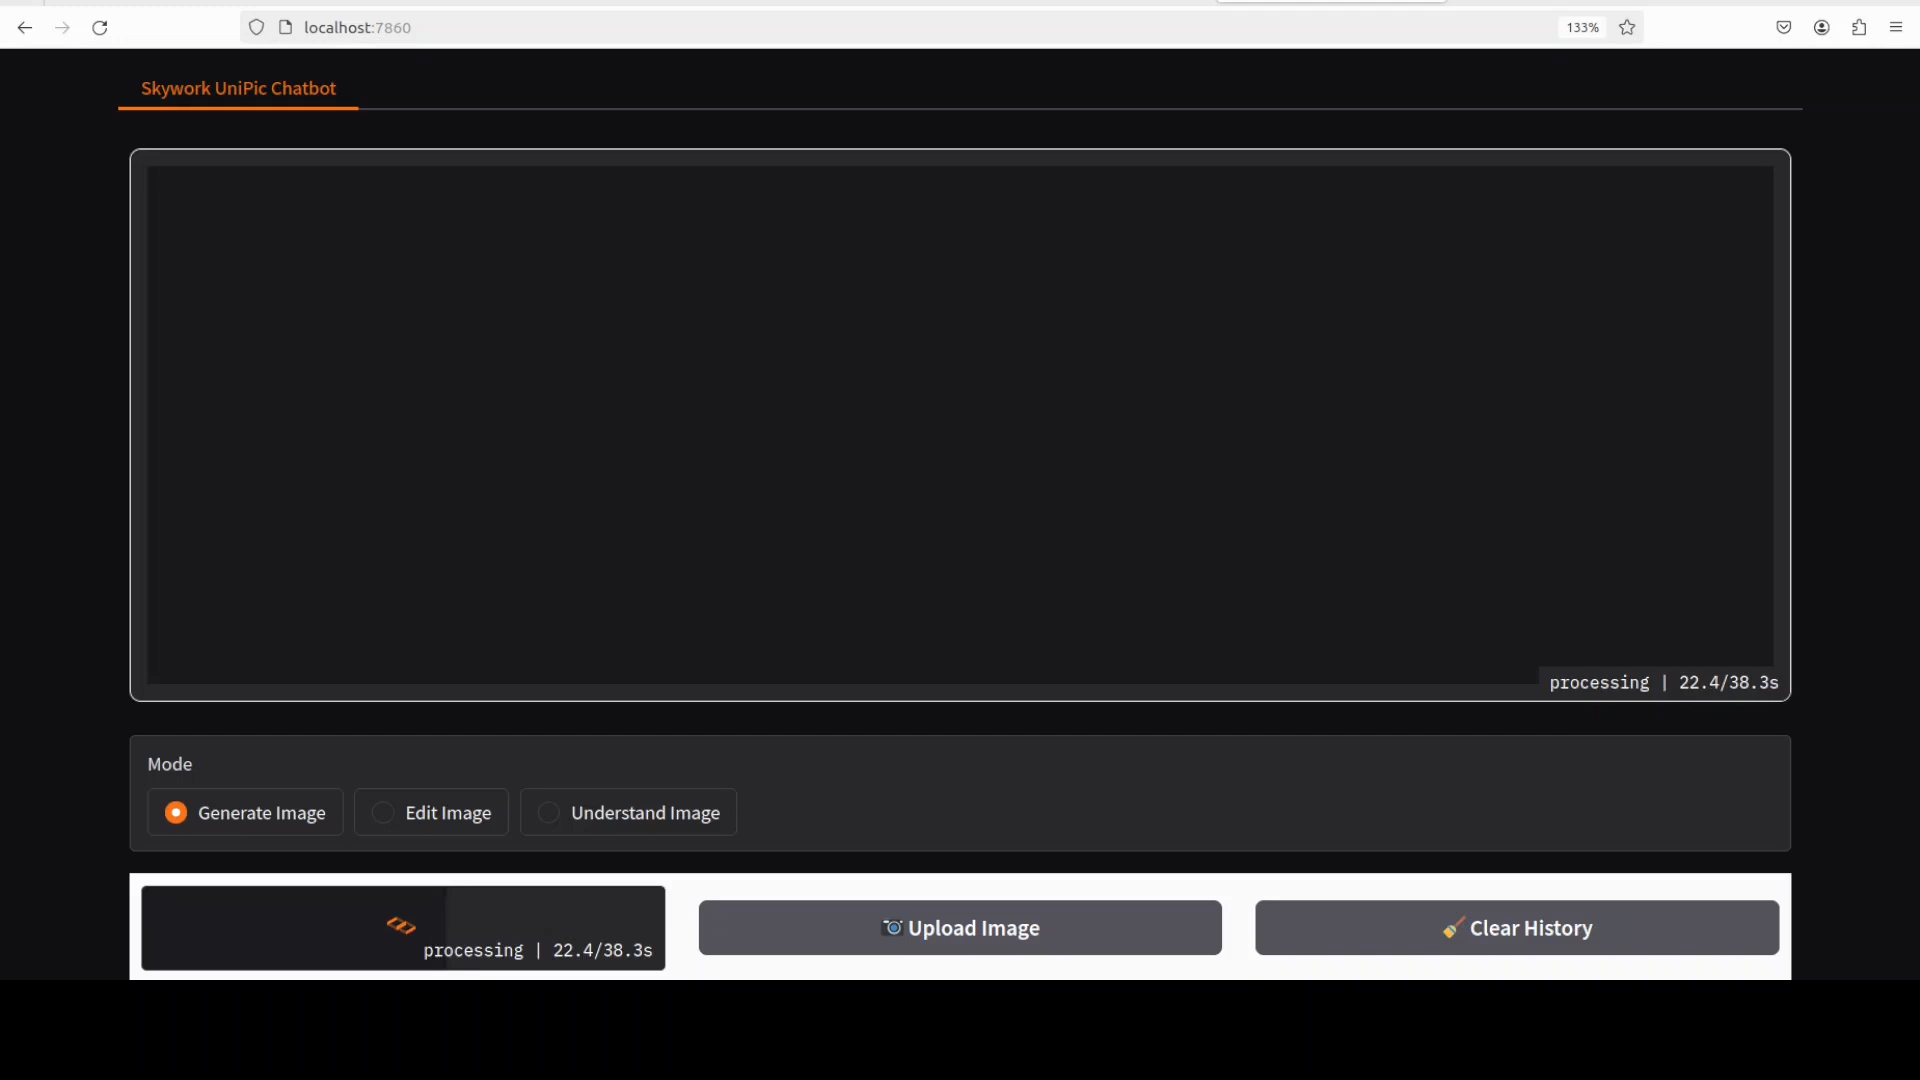 localhost:7860
133%
Skywork UniPic Chatbot
processing | 22.4/38.3s
Mode
Generate Image
Edit Image
Understand Image
processing | 22.4/38.3s
Upload Image
Clear History